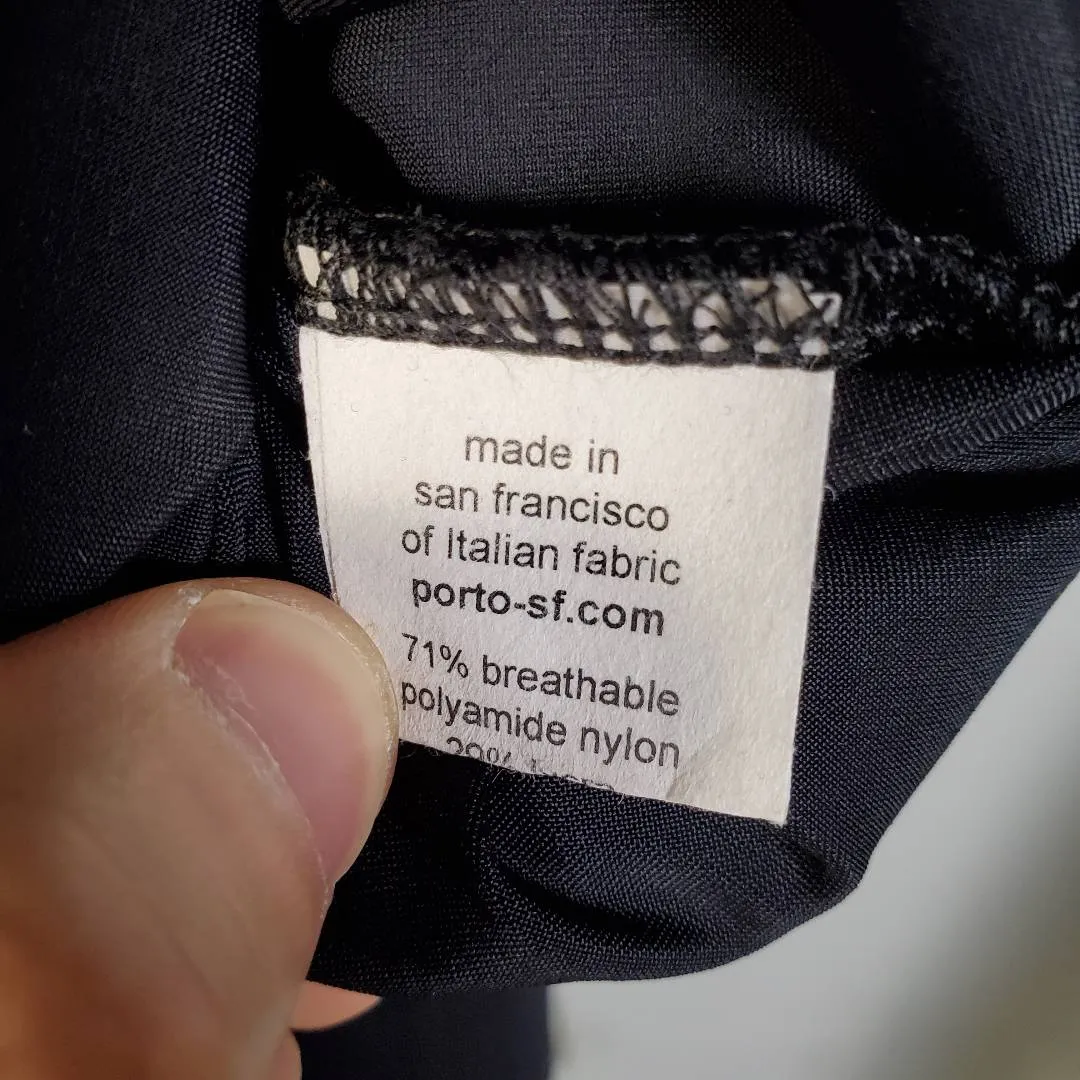 made in
san francisco
of Italian fabric
porto-sf.com
71% breathable
polyamide nylon